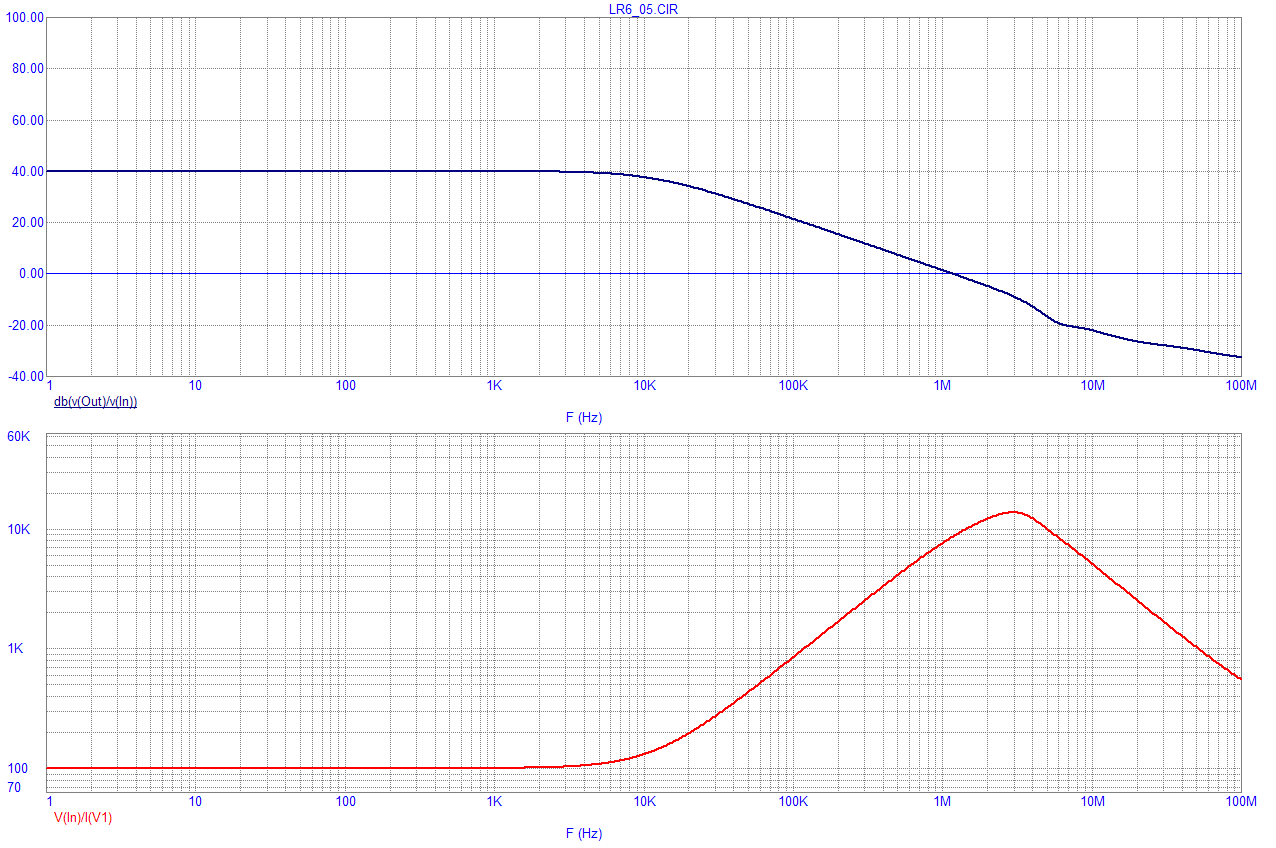 LR6_05.CIR
100.00
80.00
60.00
40.00
20.00
0.00
-20.00
-40.00
1 10 100 1K 10K 100K 1M 10M 100M
db(v(Out)/v(In))
F (Hz)
60K
10K
1K
100
70
1 10 100 1K 10K 100K 1M 10M 100M
V(In)/I(V1)
F (Hz)